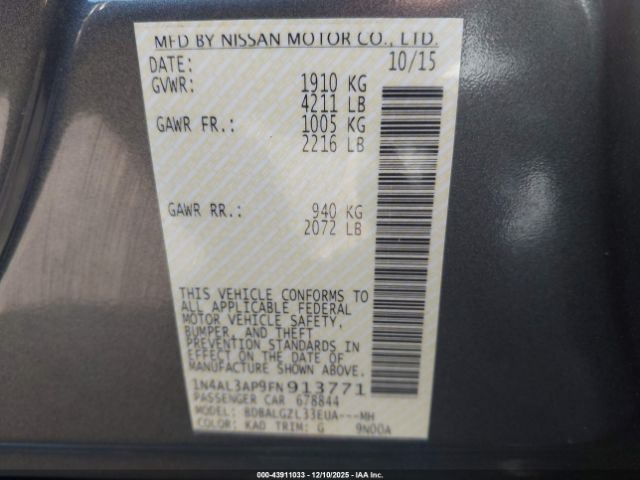 MFD BY NISSAN MOTOR CO., LTD.
DATE: 10/15
GVWR: 1910 KG
4211 LB
GAWR FR.: 1005 KG
2216 LB
GAWR RR.: 940 KG
2072 LB
THIS VEHICLE CONFORMS TO
ALL APPLICABLE FEDERAL
MOTOR VEHICLE SAFETY,
BUMPER, AND THEFT
PREVENTION STANDARDS IN
EFFECT ON THE DATE OF
MANUFACTURE SHOWN ABOVE.
1N4AL3AP9FN913771
PASSENGER CAR 678844
MODEL: BDBALGZL33EUA---MH
COLOR: KAD TRIM: G 9N00A
000-43911033 - 12/10/2025 - IAA Inc.